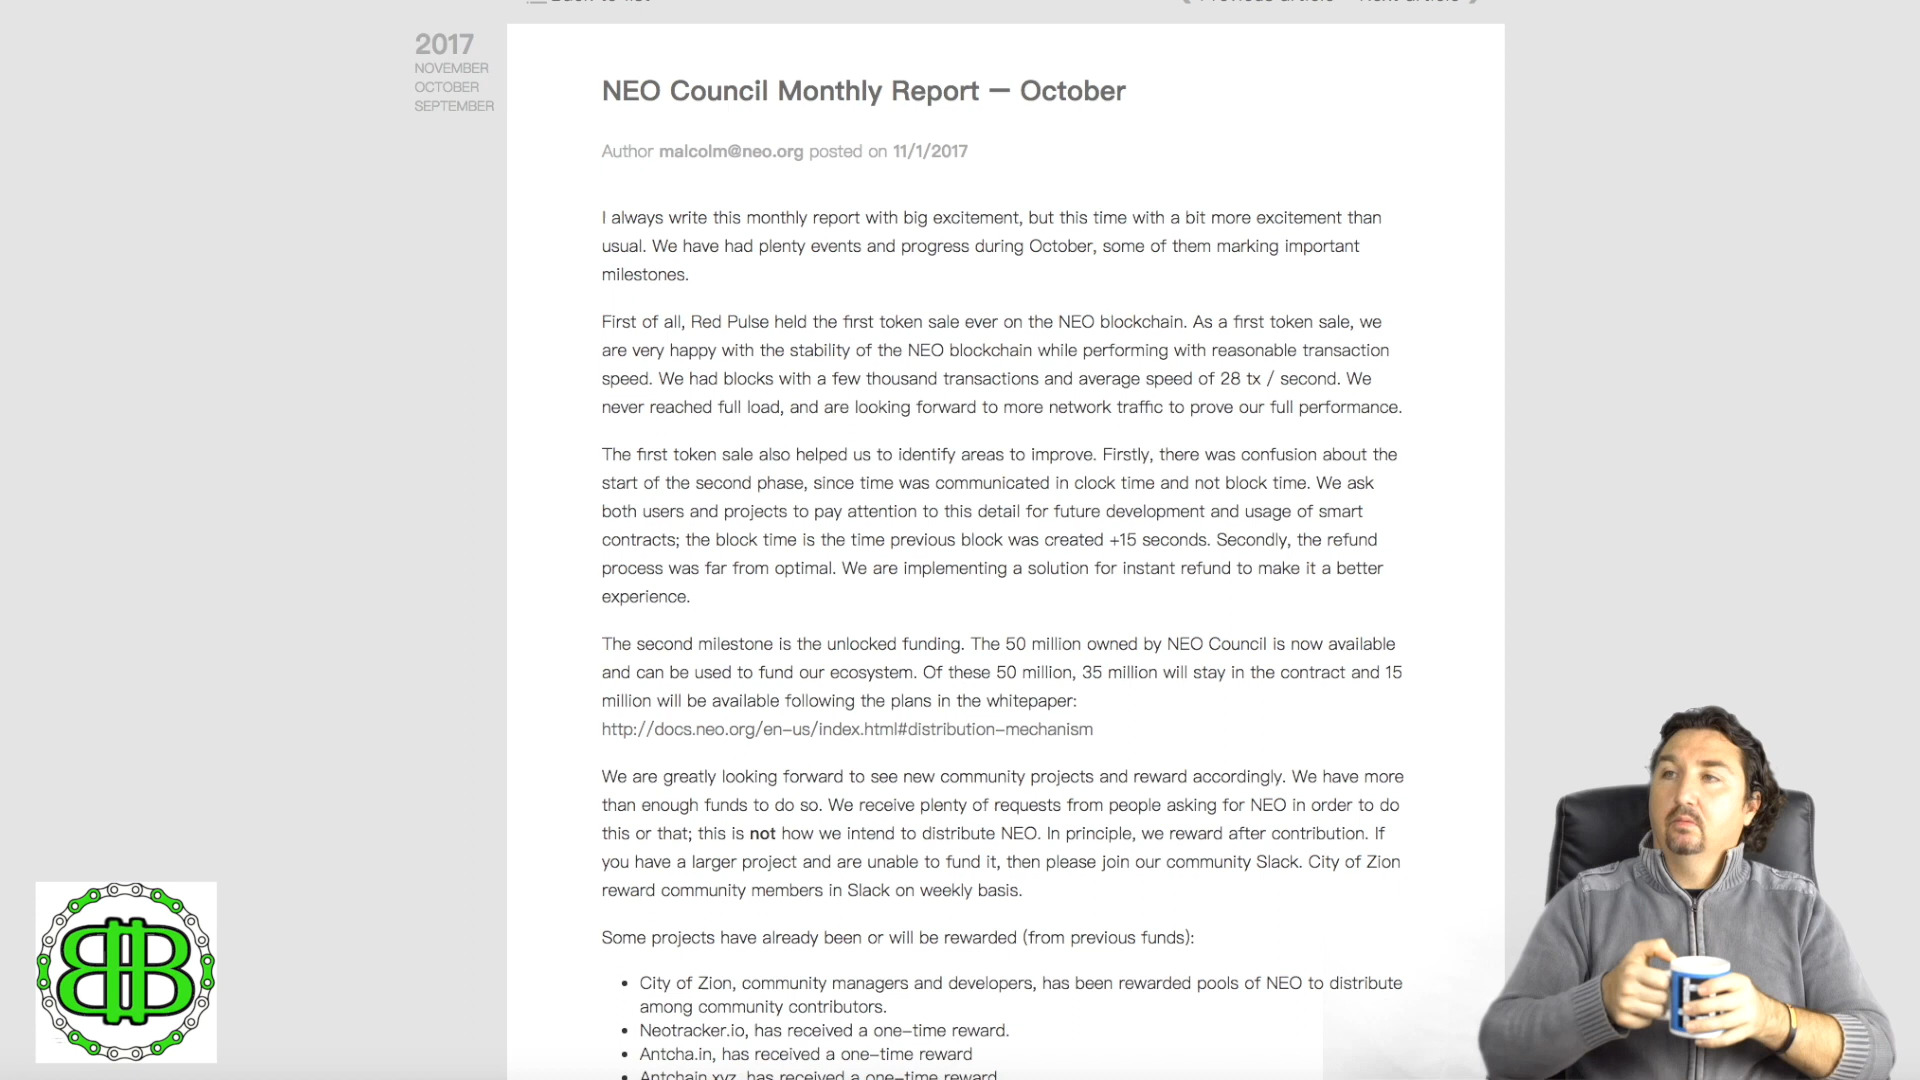 2017
NOVEMBER
OCTOBER
SEPTEMBER
NEO Council Monthly Report — October
Author malcolm@neo.org posted on 11/1/2017
I always write this monthly report with big excitement, but this time with a bit more excitement than
usual. We have had plenty events and progress during October, some of them marking important
milestones.
First of all, Red Pulse held the first token sale ever on the NEO blockchain. As a first token sale, we
are very happy with the stability of the NEO blockchain while performing with reasonable transaction
speed. We had blocks with a few thousand transactions and average speed of 28 tx / second. We
never reached full load, and are looking forward to more network traffic to prove our full performance.
The first token sale also helped us to identify areas to improve. Firstly, there was confusion about the
start of the second phase, since time was communicated in clock time and not block time. We ask
both users and projects to pay attention to this detail for future development and usage of smart
contracts; the block time is the time previous block was created +15 seconds. Secondly, the refund
process was far from optimal. We are implementing a solution for instant refund to make it a better
experience.
The second milestone is the unlocked funding. The 50 million owned by NEO Council is now available
and can be used to fund our ecosystem. Of these 50 million, 35 million will stay in the contract and 15
million will be available following the plans in the whitepaper:
http://docs.neo.org/en-us/index.html#distribution-mechanism
We are greatly looking forward to see new community projects and reward accordingly. We have more
than enough funds to do so. We receive plenty of requests from people asking for NEO in order to do
this or that; this is not how we intend to distribute NEO. In principle, we reward after contribution. If
you have a larger project and are unable to fund it, then please join our community Slack. City of Zion
reward community members in Slack on weekly basis.
Some projects have already been or will be rewarded (from previous funds):
• City of Zion, community managers and developers, has been rewarded pools of NEO to distribute
among community contributors.
• Neotracker.io, has received a one-time reward.
• Antcha.in, has received a one-time reward
• Antchain.xyz, has received a one-time reward